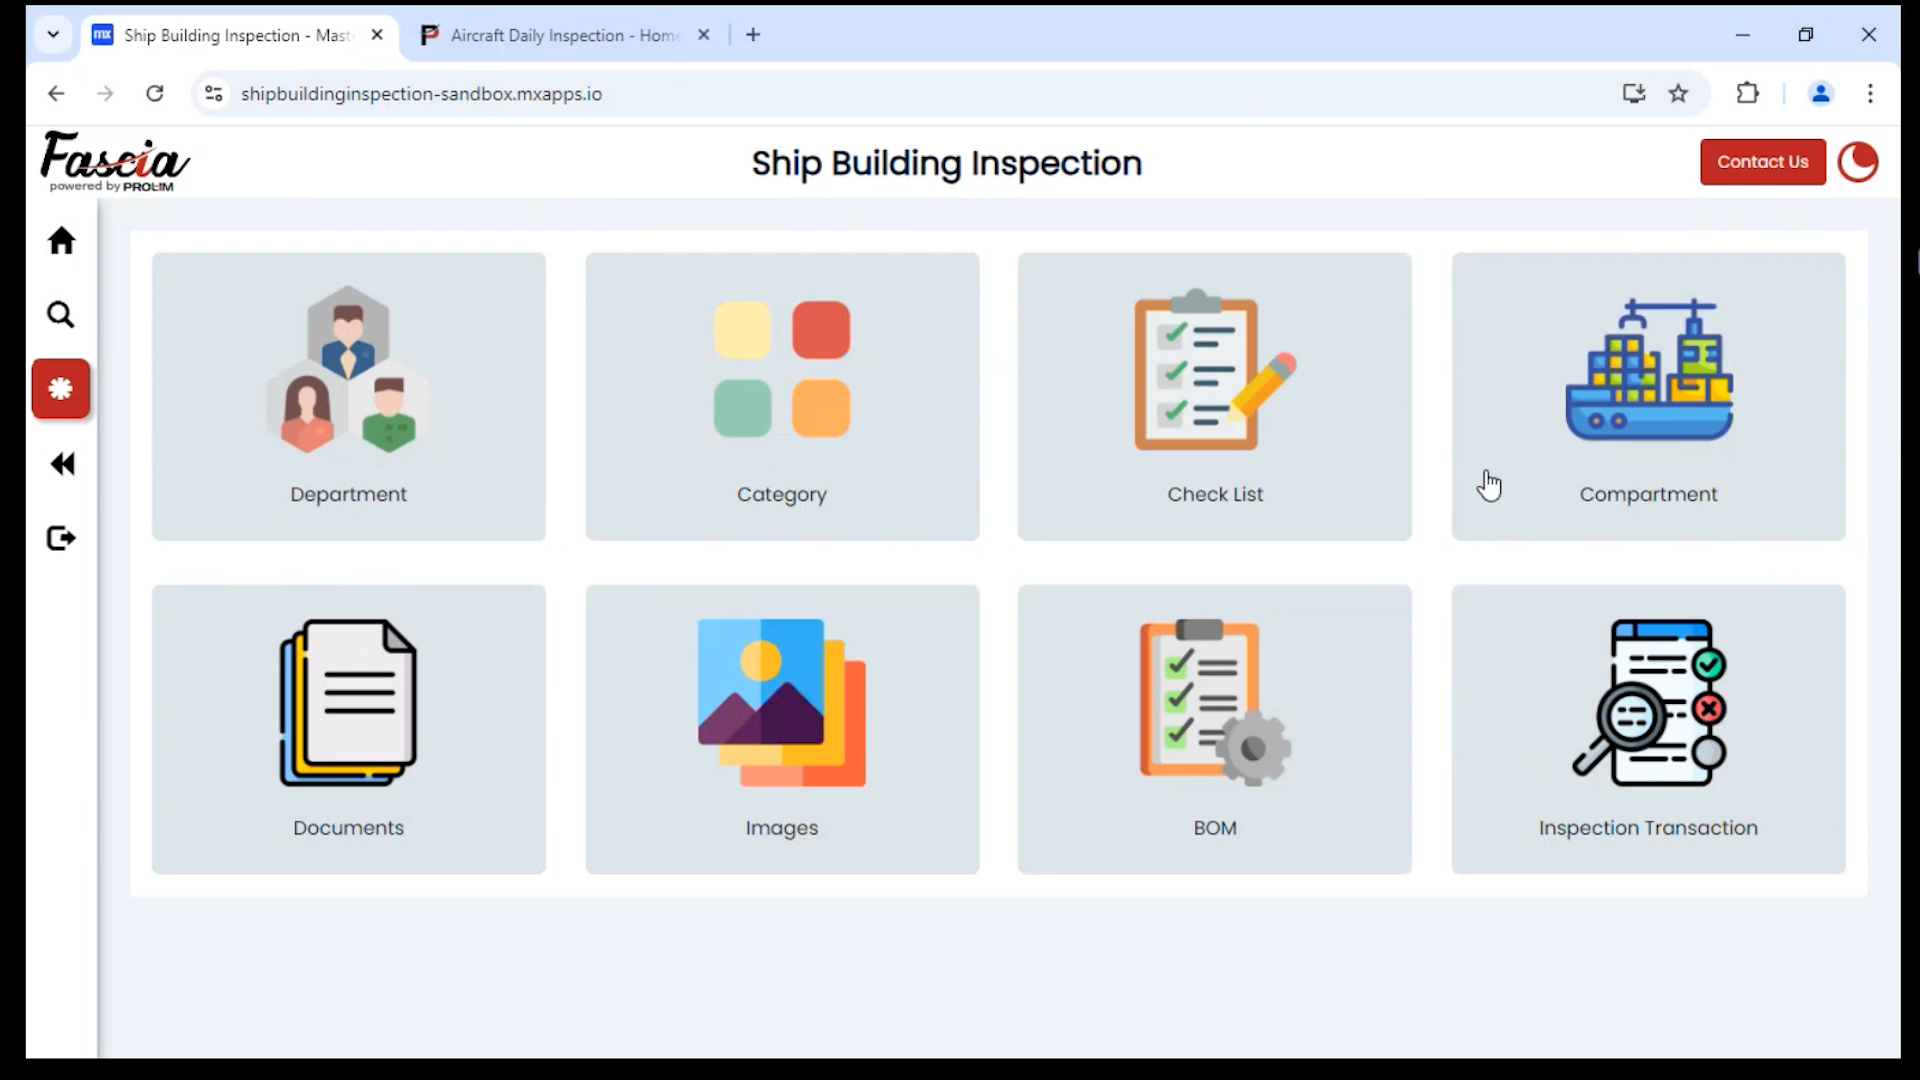 Ship Building Inspection - Mast
Aircraft Daily Inspection - Hom
shipbuildinginspection-sandbox.mxapps.io
Fascia
powered by PROLIM
Ship Building Inspection
Contact Us
Department
Category
Check List
Compartment
Documents
Images
BOM
Inspection Transaction